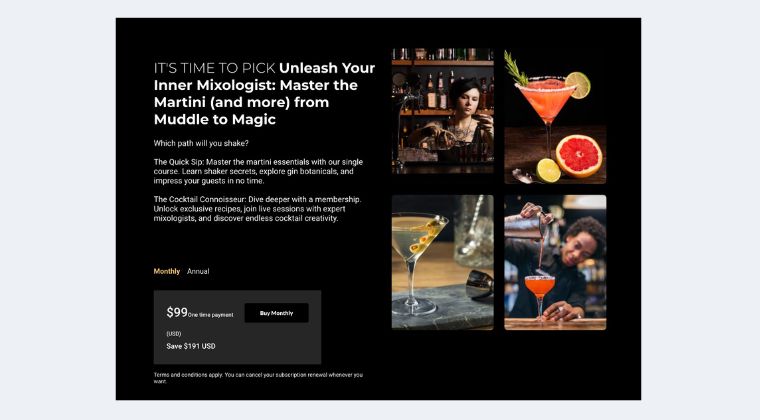 IT'S TIME TO PICK Unleash Your
Inner Mixologist: Master the
Martini (and more) from
Muddle to Magic
Which path will you shake?
The Quick Sip: Master the martini essentials with our single
course. Learn shaker secrets, explore gin botanicals, and
impress your guests in no time.
The Cocktail Connoisseur: Dive deeper with a membership.
Unlock exclusive recipes, join live sessions with expert
mixologists, and discover endless cocktail creativity.
Monthly Annual
$99 One time payment Buy Monthly
(USD)
Save $191 USD
Terms and conditions apply: You can cancel your subscription renewal whenever you
want.